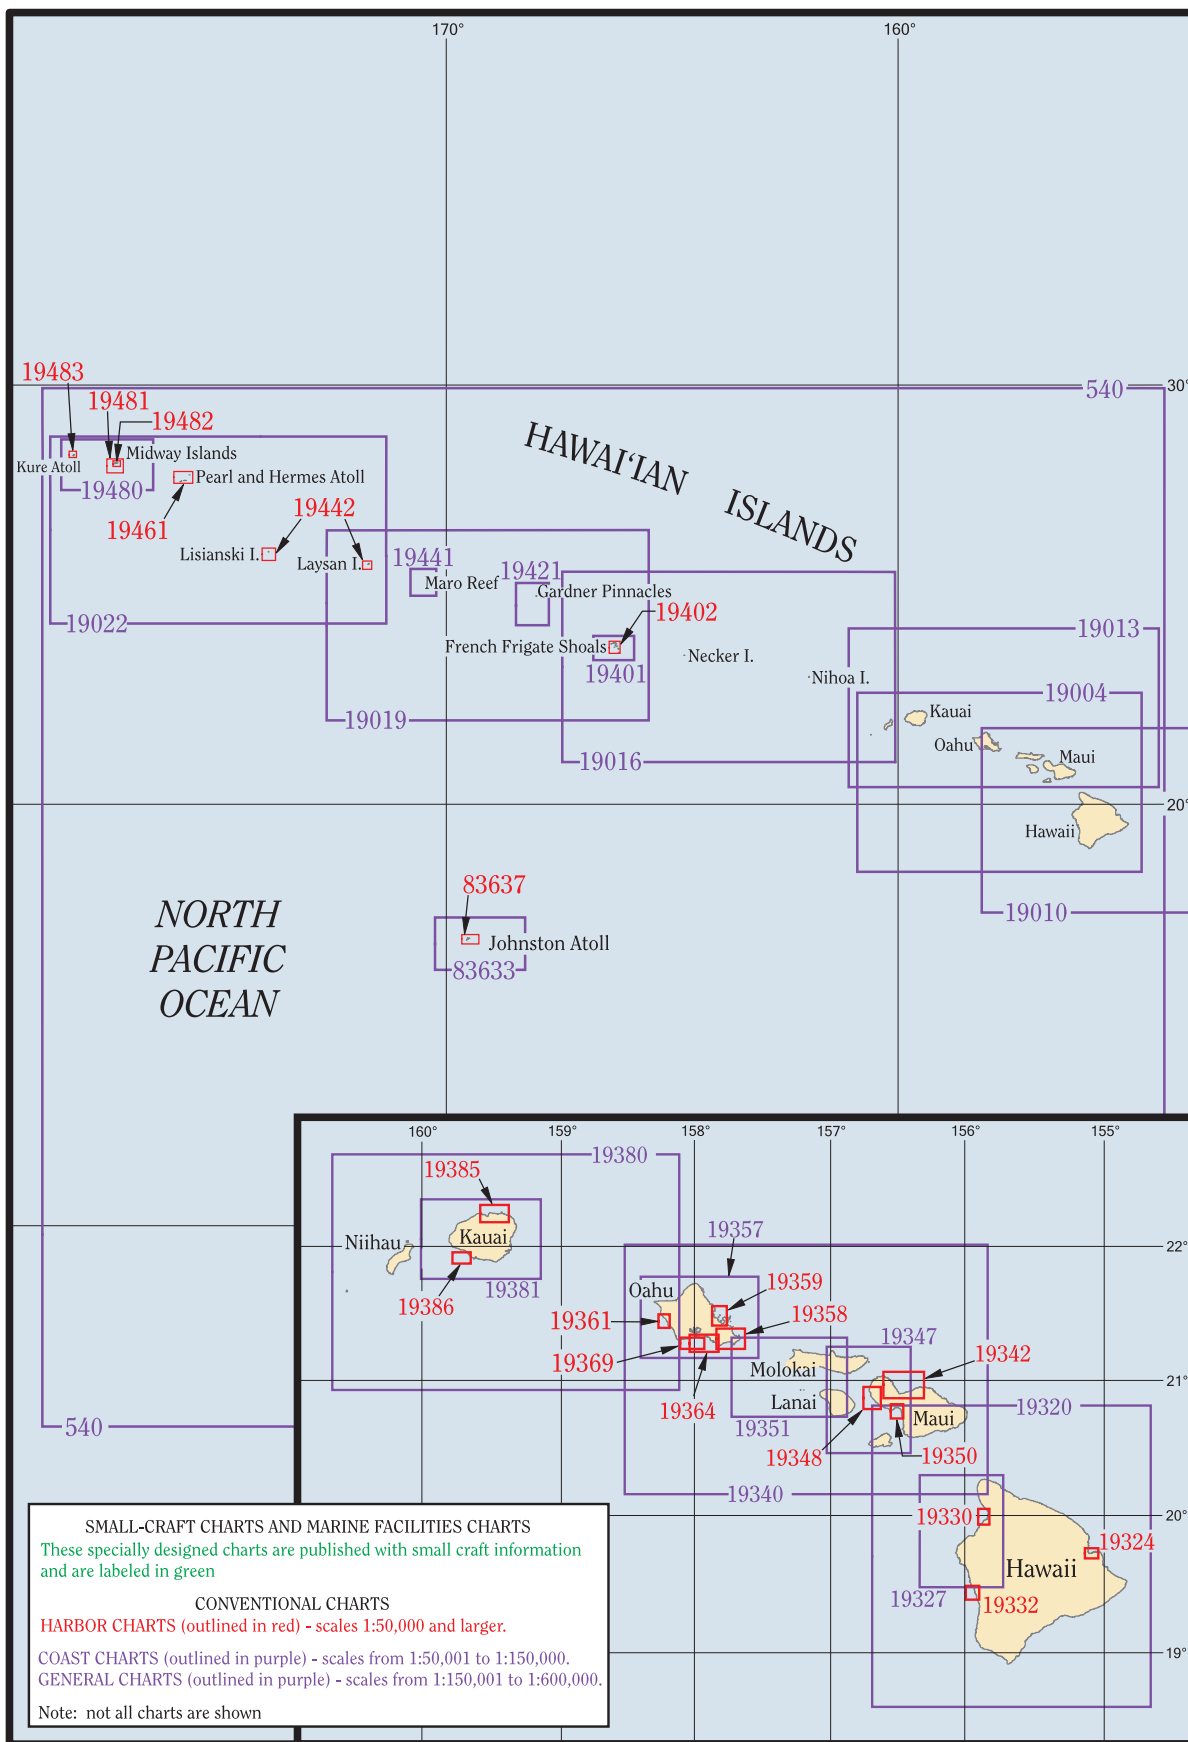 170°
160°
19483
540
30°
19481
19482
HAWAI‘IAN ISLANDS
Midway Islands
Kure Atoll
Pearl and Hermes Atoll
19480
19442
19461
Lisianski I.
Laysan I.
19441
19421
Maro Reef
Gardner Pinnacles
19402
19022
19013
French Frigate Shoals
Necker I.
19401
Nihoa I.
19004
Kauai
19019
Oahu
Maui
19016
20°
Hawaii
83637
NORTH
PACIFIC
OCEAN
19010
Johnston Atoll
83633
160°
159°
158°
157°
156°
155°
19380
19385
19357
Niihau
Kauai
22°
19359
19381
Oahu
19386
19361
19358
19347
19342
19369
Molokai
21°
Lanai
19364
19320
Maui
540
19351
19348
19350
19340
19330
20°
19324
Hawaii
19327
19332
19°
SMALL-CRAFT CHARTS AND MARINE FACILITIES CHARTS
These specially designed charts are published with small craft information
and are labeled in green
CONVENTIONAL CHARTS
HARBOR CHARTS (outlined in red) - scales 1:50,000 and larger.
COAST CHARTS (outlined in purple) - scales from 1:50,001 to 1:150,000.
GENERAL CHARTS (outlined in purple) - scales from 1:150,001 to 1:600,000.
Note: not all charts are shown